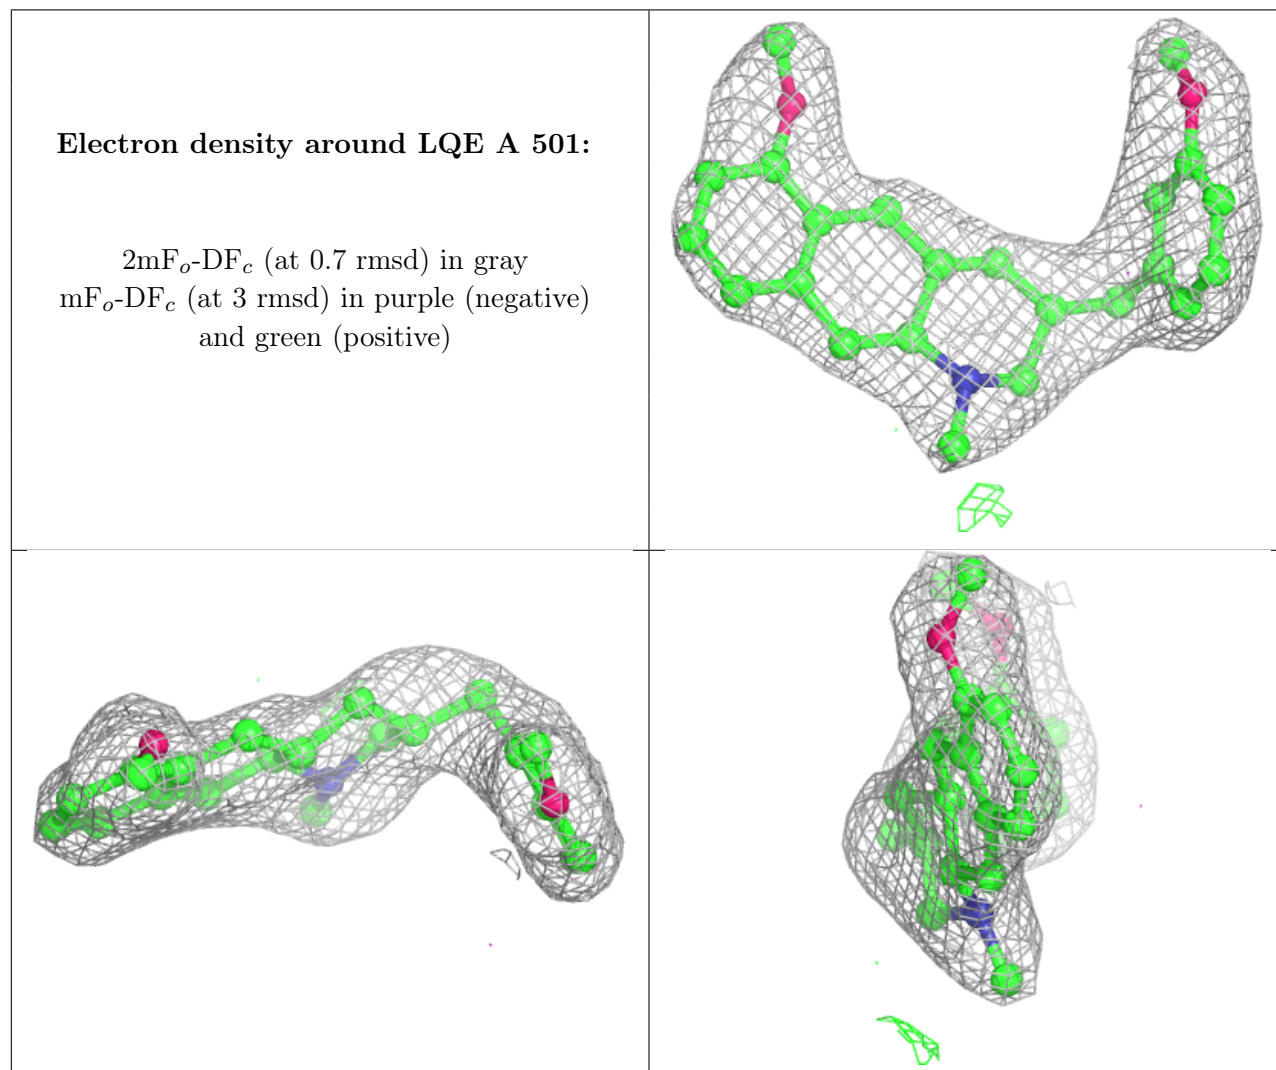 Electron density around LQE A 501:
2mFo-DFc (at 0.7 rmsd) in gray
mFo-DFc (at 3 rmsd) in purple (negative)
and green (positive)